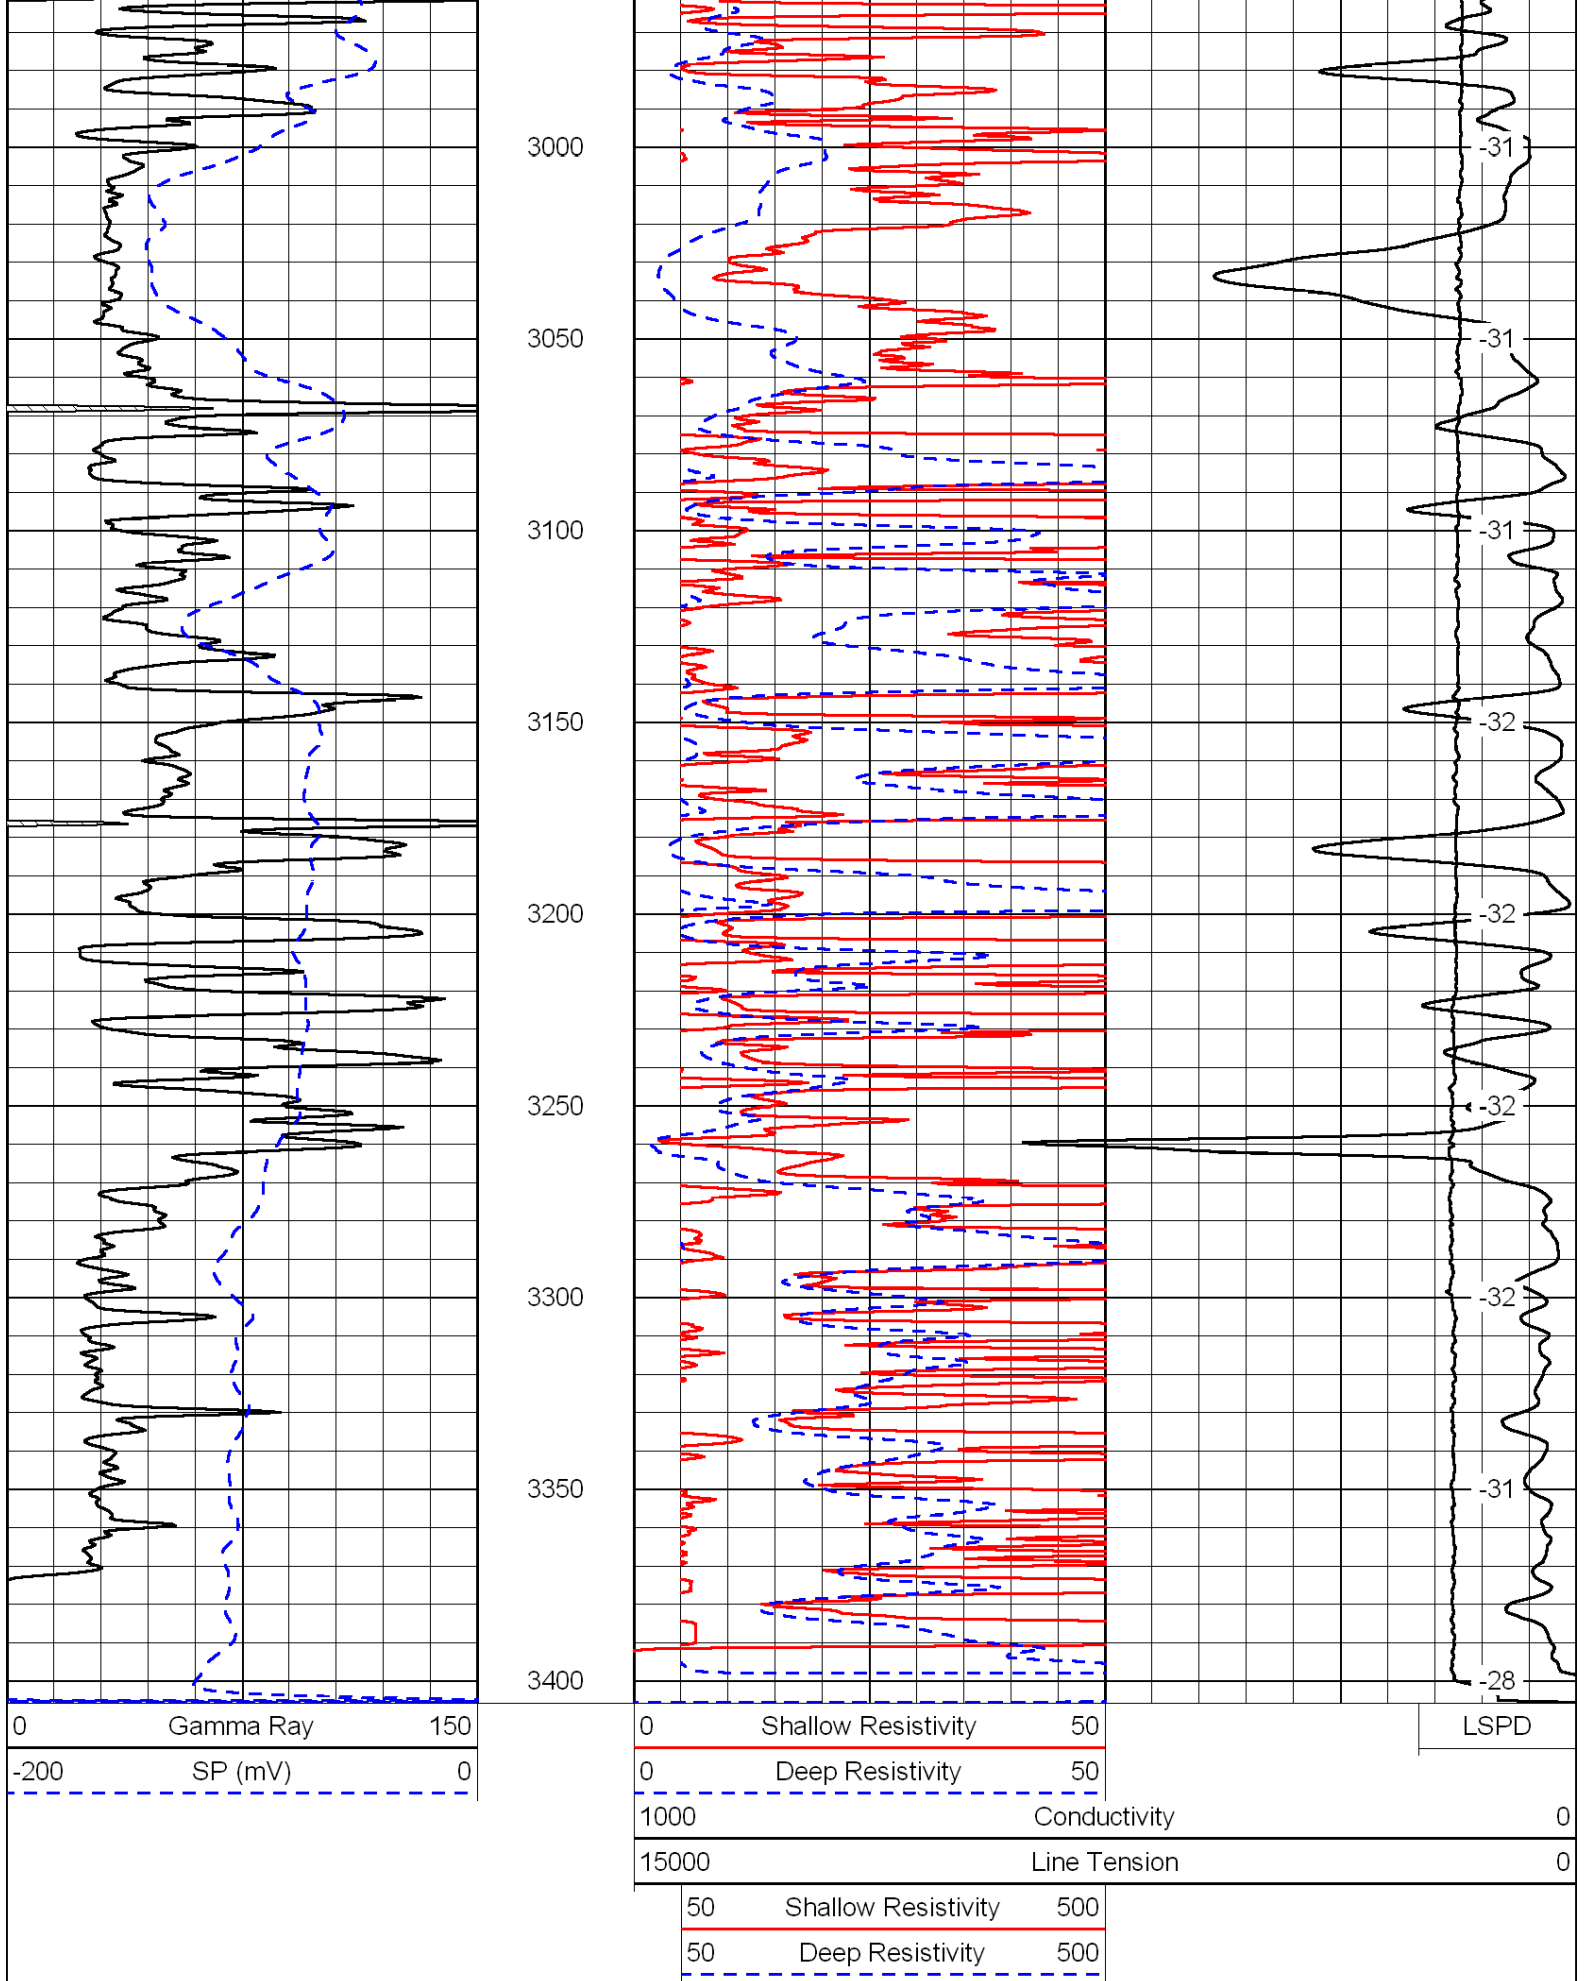 3000 -31
3050 -31
3100 -31
3150 -32
3200 -32
3250 -32
3300 -32
3350 -31
3400 -28
0 Gamma Ray 150 0 Shallow Resistivity 50 LSPD
-200 SP (mV) 0 0 Deep Resistivity 50
1000 Conductivity 0
15000 Line Tension 0
50 Shallow Resistivity 500
50 Deep Resistivity 500